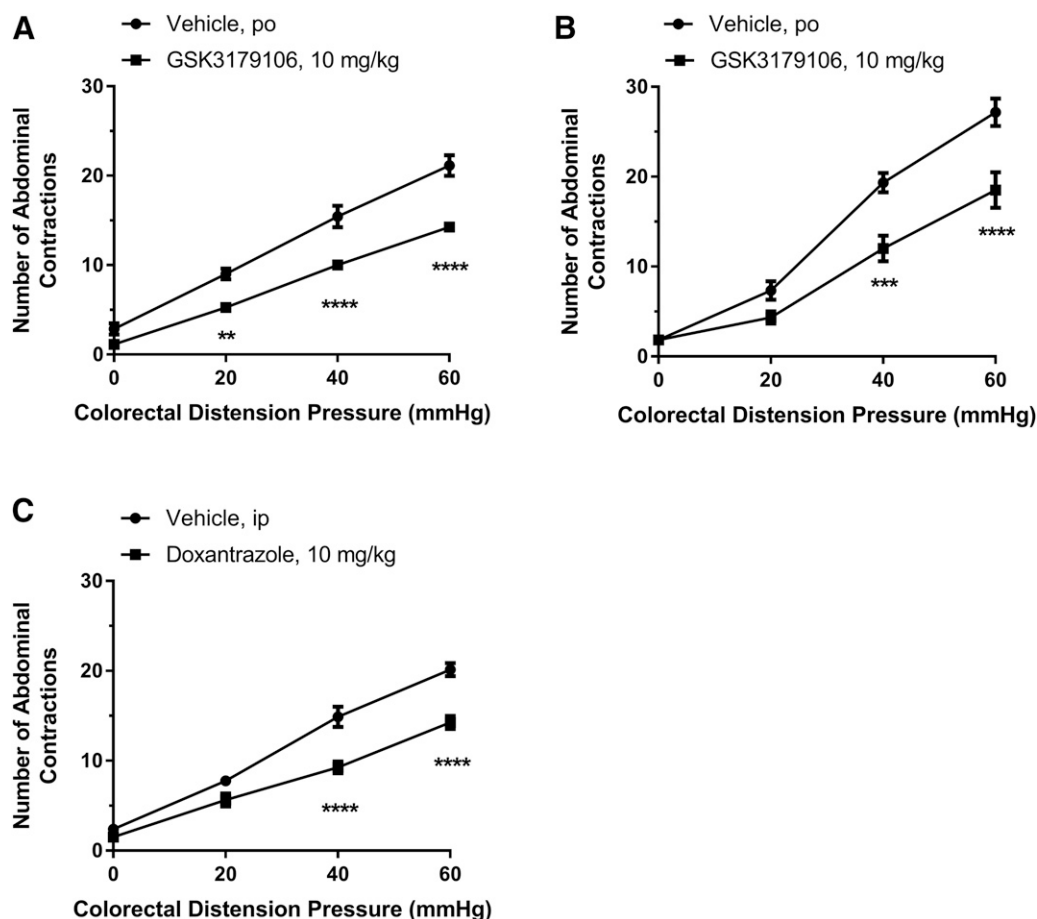 A
Vehicle, po
GSK3179106, 10 mg/kg
30
20
10
0
Number of Abdominal
Contractions
**
****
****
0 20 40 60
Colorectal Distension Pressure (mmHg)
B
Vehicle, po
GSK3179106, 10 mg/kg
30
20
10
0
Number of Abdominal
Contractions
***
****
0 20 40 60
Colorectal Distension Pressure (mmHg)
C
Vehicle, ip
Doxantrazole, 10 mg/kg
30
20
10
0
Number of Abdominal
Contractions
****
****
0 20 40 60
Colorectal Distension Pressure (mmHg)